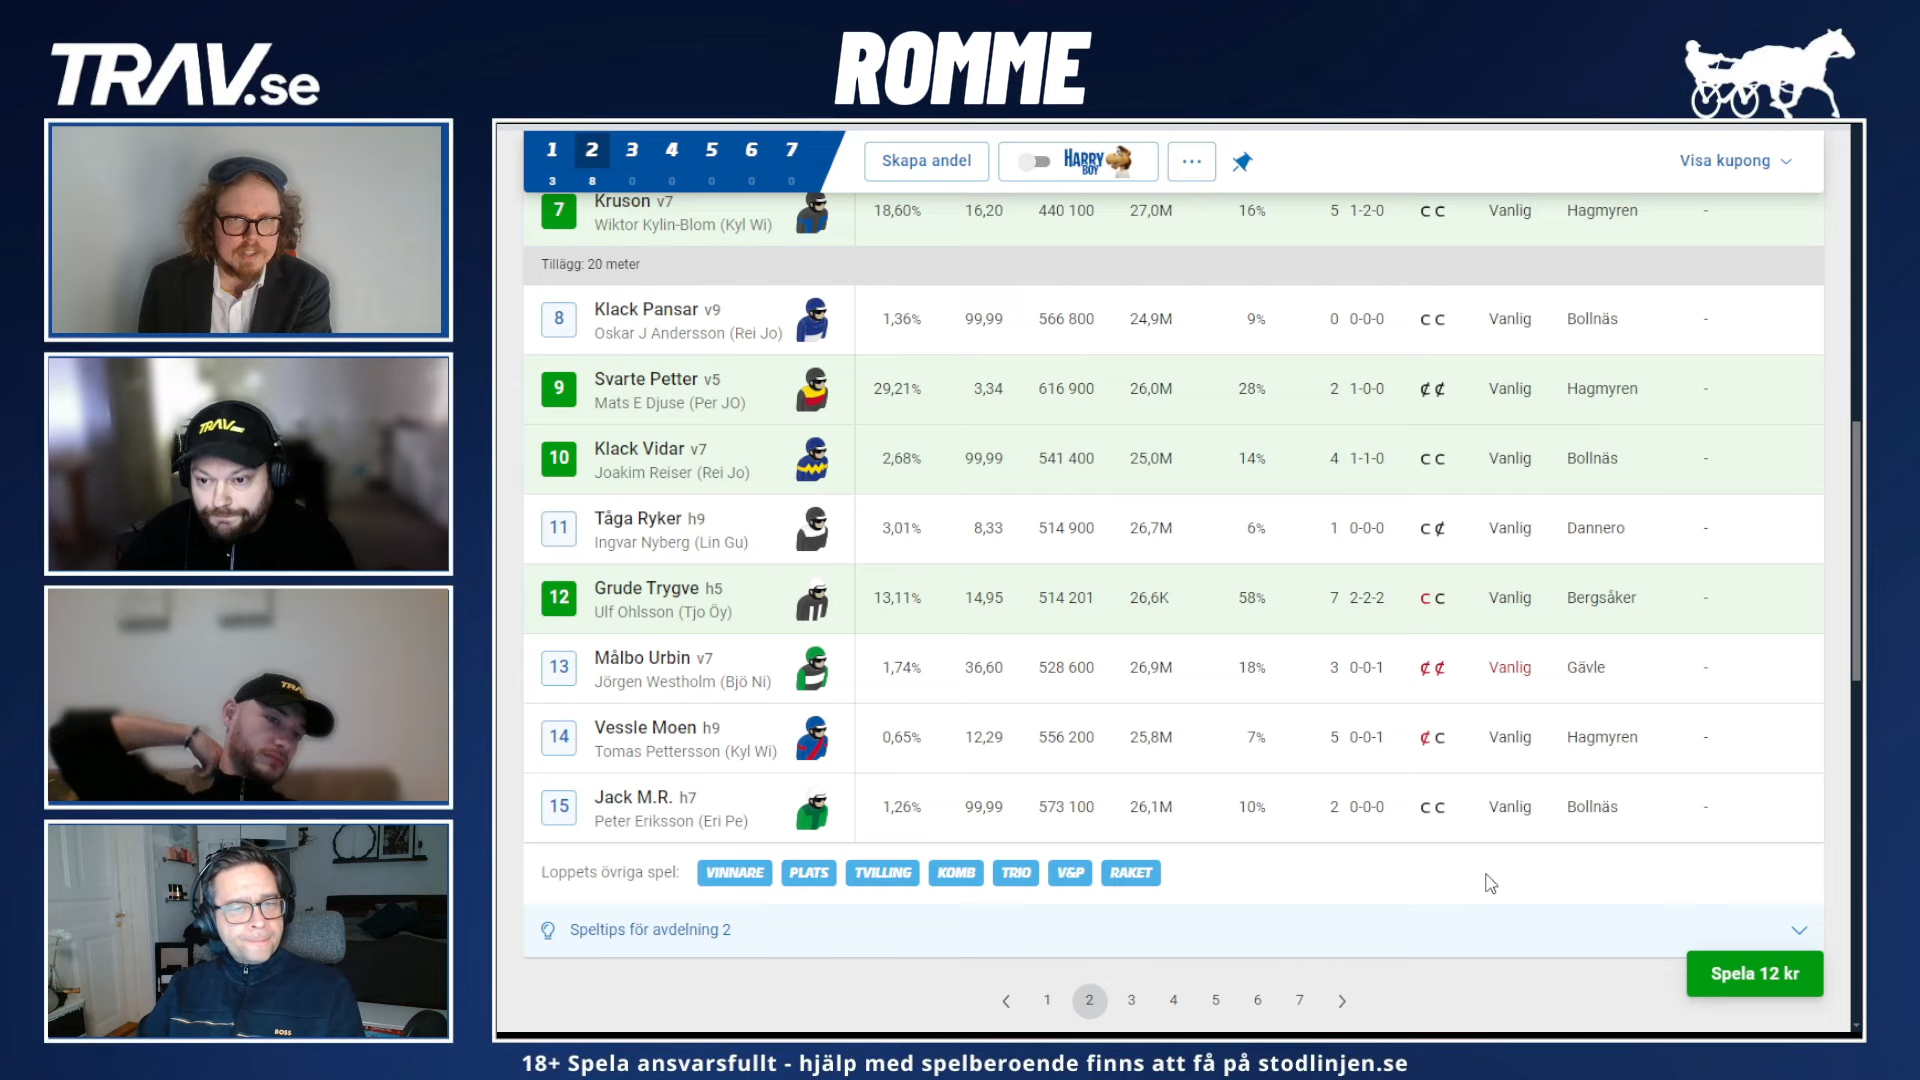 TRAV.se
ROMME
1 2 3 4 5 6 7
3 8 0 0 0 0 0
Skapa andel
HARRY BOY
...
Visa kupong
7 Kruson v7
Wiktor Kylin-Blom (Kyl Wi)
18,60% 16,20 440 100 27,0M 16% 5 1-2-0 C C Vanlig Hagmyren -
Tillägg: 20 meter
8 Klack Pansar v9
Oskar J Andersson (Rei Jo)
1,36% 99,99 566 800 24,9M 9% 0 0-0-0 C C Vanlig Bollnäs -
9 Svarte Petter v5
Mats E Djuse (Per JO)
29,21% 3,34 616 900 26,0M 28% 2 1-0-0 ₵ ₵ Vanlig Hagmyren -
10 Klack Vidar v7
Joakim Reiser (Rei Jo)
2,68% 99,99 541 400 25,0M 14% 4 1-1-0 C C Vanlig Bollnäs -
11 Tåga Ryker h9
Ingvar Nyberg (Lin Gu)
3,01% 8,33 514 900 26,7M 6% 1 0-0-0 C ₵ Vanlig Dannero -
12 Grude Trygve h5
Ulf Ohlsson (Tjo Öy)
13,11% 14,95 514 201 26,6K 58% 7 2-2-2 C C Vanlig Bergsåker -
13 Målbo Urbin v7
Jörgen Westholm (Bjö Ni)
1,74% 36,60 528 600 26,9M 18% 3 0-0-1 ₵ ₵ Vanlig Gävle -
14 Vessle Moen h9
Tomas Pettersson (Kyl Wi)
0,65% 12,29 556 200 25,8M 7% 5 0-0-1 ₵ C Vanlig Hagmyren -
15 Jack M.R. h7
Peter Eriksson (Eri Pe)
1,26% 99,99 573 100 26,1M 10% 2 0-0-0 C C Vanlig Bollnäs -
Loppets övriga spel: VINNARE PLATS TVILLING KOMB TRIO V&P RAKET
Speltips för avdelning 2
Spela 12 kr
1 2 3 4 5 6 7
TRAV.se
BOSS
18+ Spela ansvarsfullt - hjälp med spelberoende finns att få på stodlinjen.se